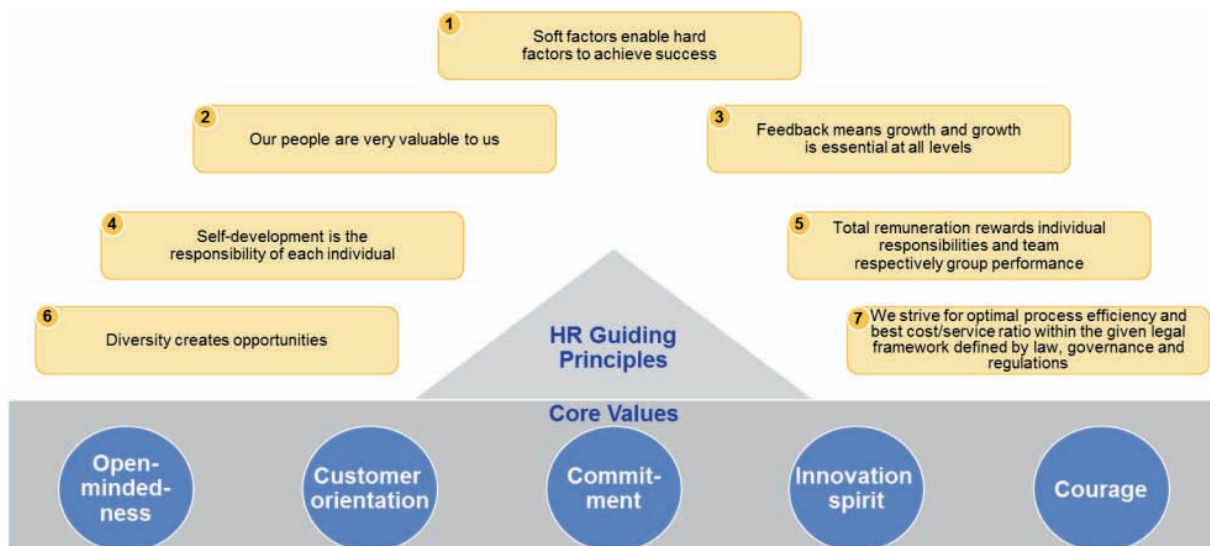 1
Soft factors enable hard
factors to achieve success
2
Our people are very valuable to us
3
Feedback means growth and growth
is essential at all levels
4
Self-development is the
responsibility of each individual
5
Total remuneration rewards individual
responsibilities and team
respectively group performance
6
Diversity creates opportunities
7
We strive for optimal process efficiency and
best cost/service ratio within the given legal
framework defined by law, governance and
regulations
HR Guiding
Principles
Core Values
Open-
minded-
ness
Customer
orientation
Commit-
ment
Innovation
spirit
Courage